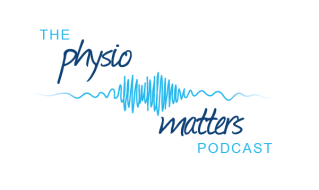 THE
physio
matters
PODCAST